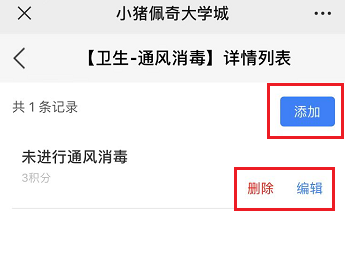 小猪佩奇大学城
【卫生-通风消毒】详情列表
共 1 条记录
添加
未进行通风消毒
3积分
删除 编辑